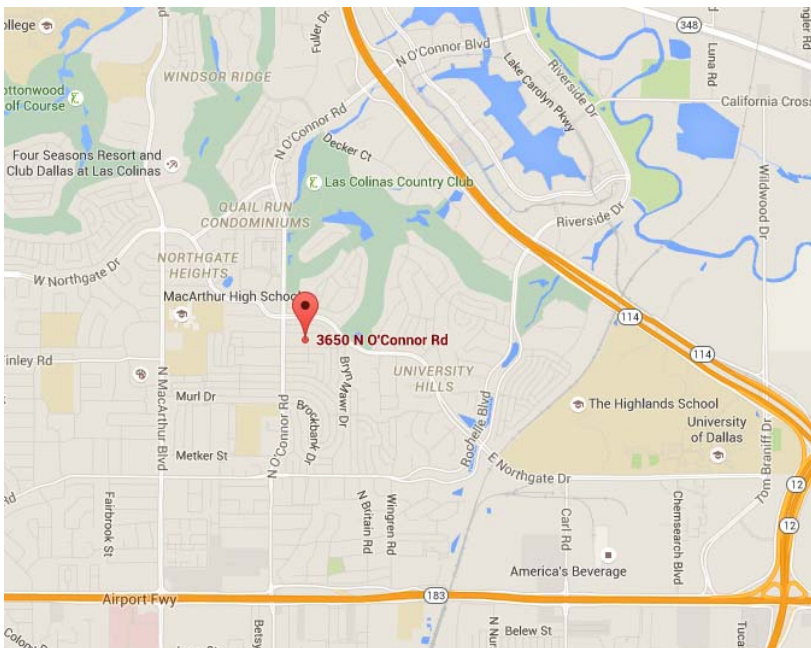 ollege
Fuller Dr
N O'Connor Blvd
348
Luna Rd
WINDSOR RIDGE
Riverside Dr
Lake Carolyn Pkwy
California Cross
ottonwood
olf Course
N O'Connor Rd
Decker Ct
Four Seasons Resort and
Club Dallas at Las Colinas
Las Colinas Country Club
Wildwood Dr
QUAIL RUN
CONDOMINIUMS
Riverside Dr
W Northgate Dr
NORTHGATE
HEIGHTS
MacArthur High School
114
3650 N O'Connor Rd
114
inley Rd
N MacArthur Blvd
Bryn Mawr Dr
UNIVERSITY
HILLS
Murl Dr
N O'Connor Rd
Brockbank Dr
The Highlands School
University
of Dallas
Rochelle Blvd
Tom Braniff Dr
Metker St
E Northgate Dr
12
Rd
Fairbrook St
N Britain Rd
Wingren Rd
Carl Rd
Chemsearch Blvd
12
America's Beverage
Airport Fwy
183
Betsy
N Nur
Belew St
Tuca